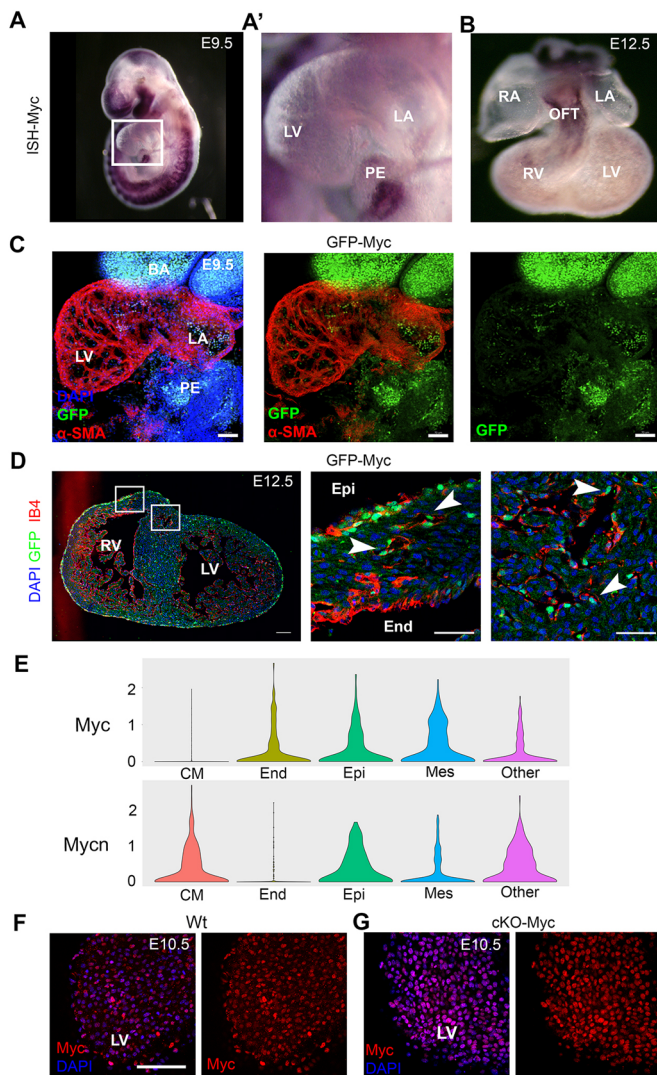 A
E9.5
ISH-Myc
A'
LV
LA
PE
B
E12.5
RA
LA
OFT
RV
LV
C
GFP-Myc
BA
E9.5
LV
LA
PE
DAPI
GFP
α-SMA
GFP
GFP
D
GFP-Myc
DAPI GFP IB4
E12.5
RV
LV
Epi
End
E
Myc
2
1
0
CM
End
Epi
Mes
Other
Mycn
2
1
0
CM
End
Epi
Mes
Other
F
Wt
E10.5
LV
Myc
DAPI
Myc
G
cKO-Myc
E10.5
LV
Myc
DAPI
Myc